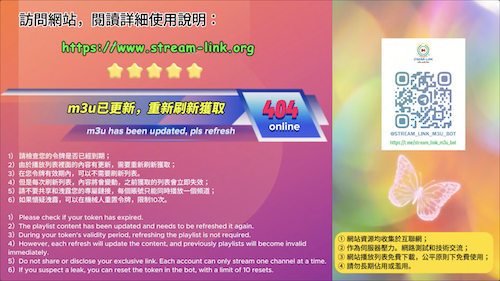 訪問網站，閱讀詳細使用說明：
https://www.stream-link.org
m3u已更新，重新刷新獲取
m3u has been updated, pls refresh
404
online
1）請檢查您的令牌是否已經到期；
2）由於播放列表裡面的內容有更新，需要重新刷新獲取；
3）在您令牌有效期內，可以不需要刷新列表。
4）但是每次刷新列表，內容將會變動，之前獲取的列表會立即失效；
5）請不要共享和洩露您的專屬鏈接，每個賬號只能同時播放一個頻道；
6）如果懷疑洩露，可以在機械人重置令牌，限制10次。
1）Please check if your token has expired.
2）The playlist content has been updated and needs to be refreshed it again.
3）During your token's validity period, refreshing the playlist is not required.
4）However, each refresh will update the content, and previously playlists will become invalid
immediately.
5）Do not share or disclose your exclusive link. Each account can only stream one channel at a time.
6）If you suspect a leak, you can reset the token in the bot, with a limit of 10 resets.
STREAM LINK
@STREAM_LINK_M3U_BOT
https://t.me/stream_link_m3u_bot
①網站資源均收集於互聯網；
②作為伺服器壓力，網路測試和技術交流；
③網站播放列表免費下載，公平原則下免費使用；
④請勿長期佔用或濫用。